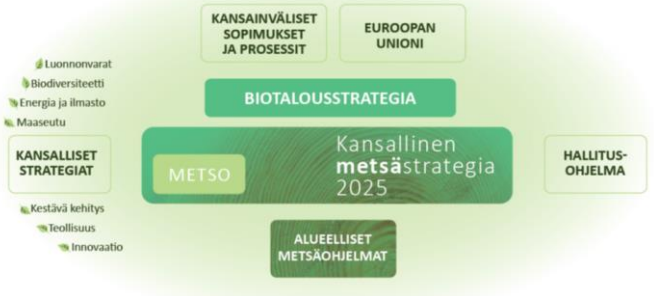 KANSAINVÄLISET
SOPIMUKSET
JA PROSESSIT
EUROOPAN
UNIONI
Luonnonvarat
Biodiversiteetti
Energia ja ilmasto
Maaseutu
BIOTALOUSSTRATEGIA
KANSALLISET
STRATEGIAT
METSO
Kansallinen
metsästrategia
2025
HALLITUS-
OHJELMA
Kestävä kehitys
Teollisuus
Innovaatio
ALUEELLISET
METSÄOHJELMAT